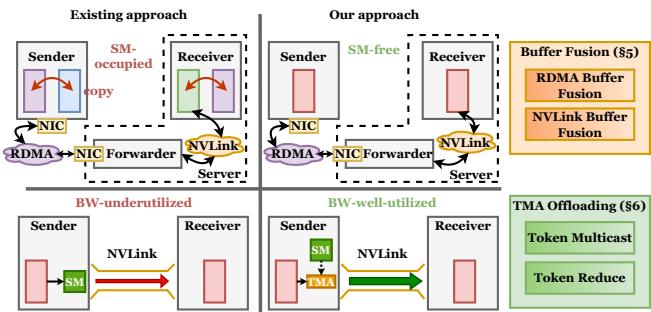 Existing approach
Our approach
Sender
SM-
occupied
copy
Receiver
NIC
RDMA
NIC
Forwarder
NVLink
Server
Sender
SM-free
Receiver
NIC
RDMA
NIC
Forwarder
NVLink
Server
Buffer Fusion (§5)
RDMA Buffer
Fusion
NVLink Buffer
Fusion
BW-underutilized
Sender
Receiver
NVLink
SM
BW-well-utilized
Sender
Receiver
SM
NVLink
TMA
TMA Offloading (§6)
Token Multicast
Token Reduce